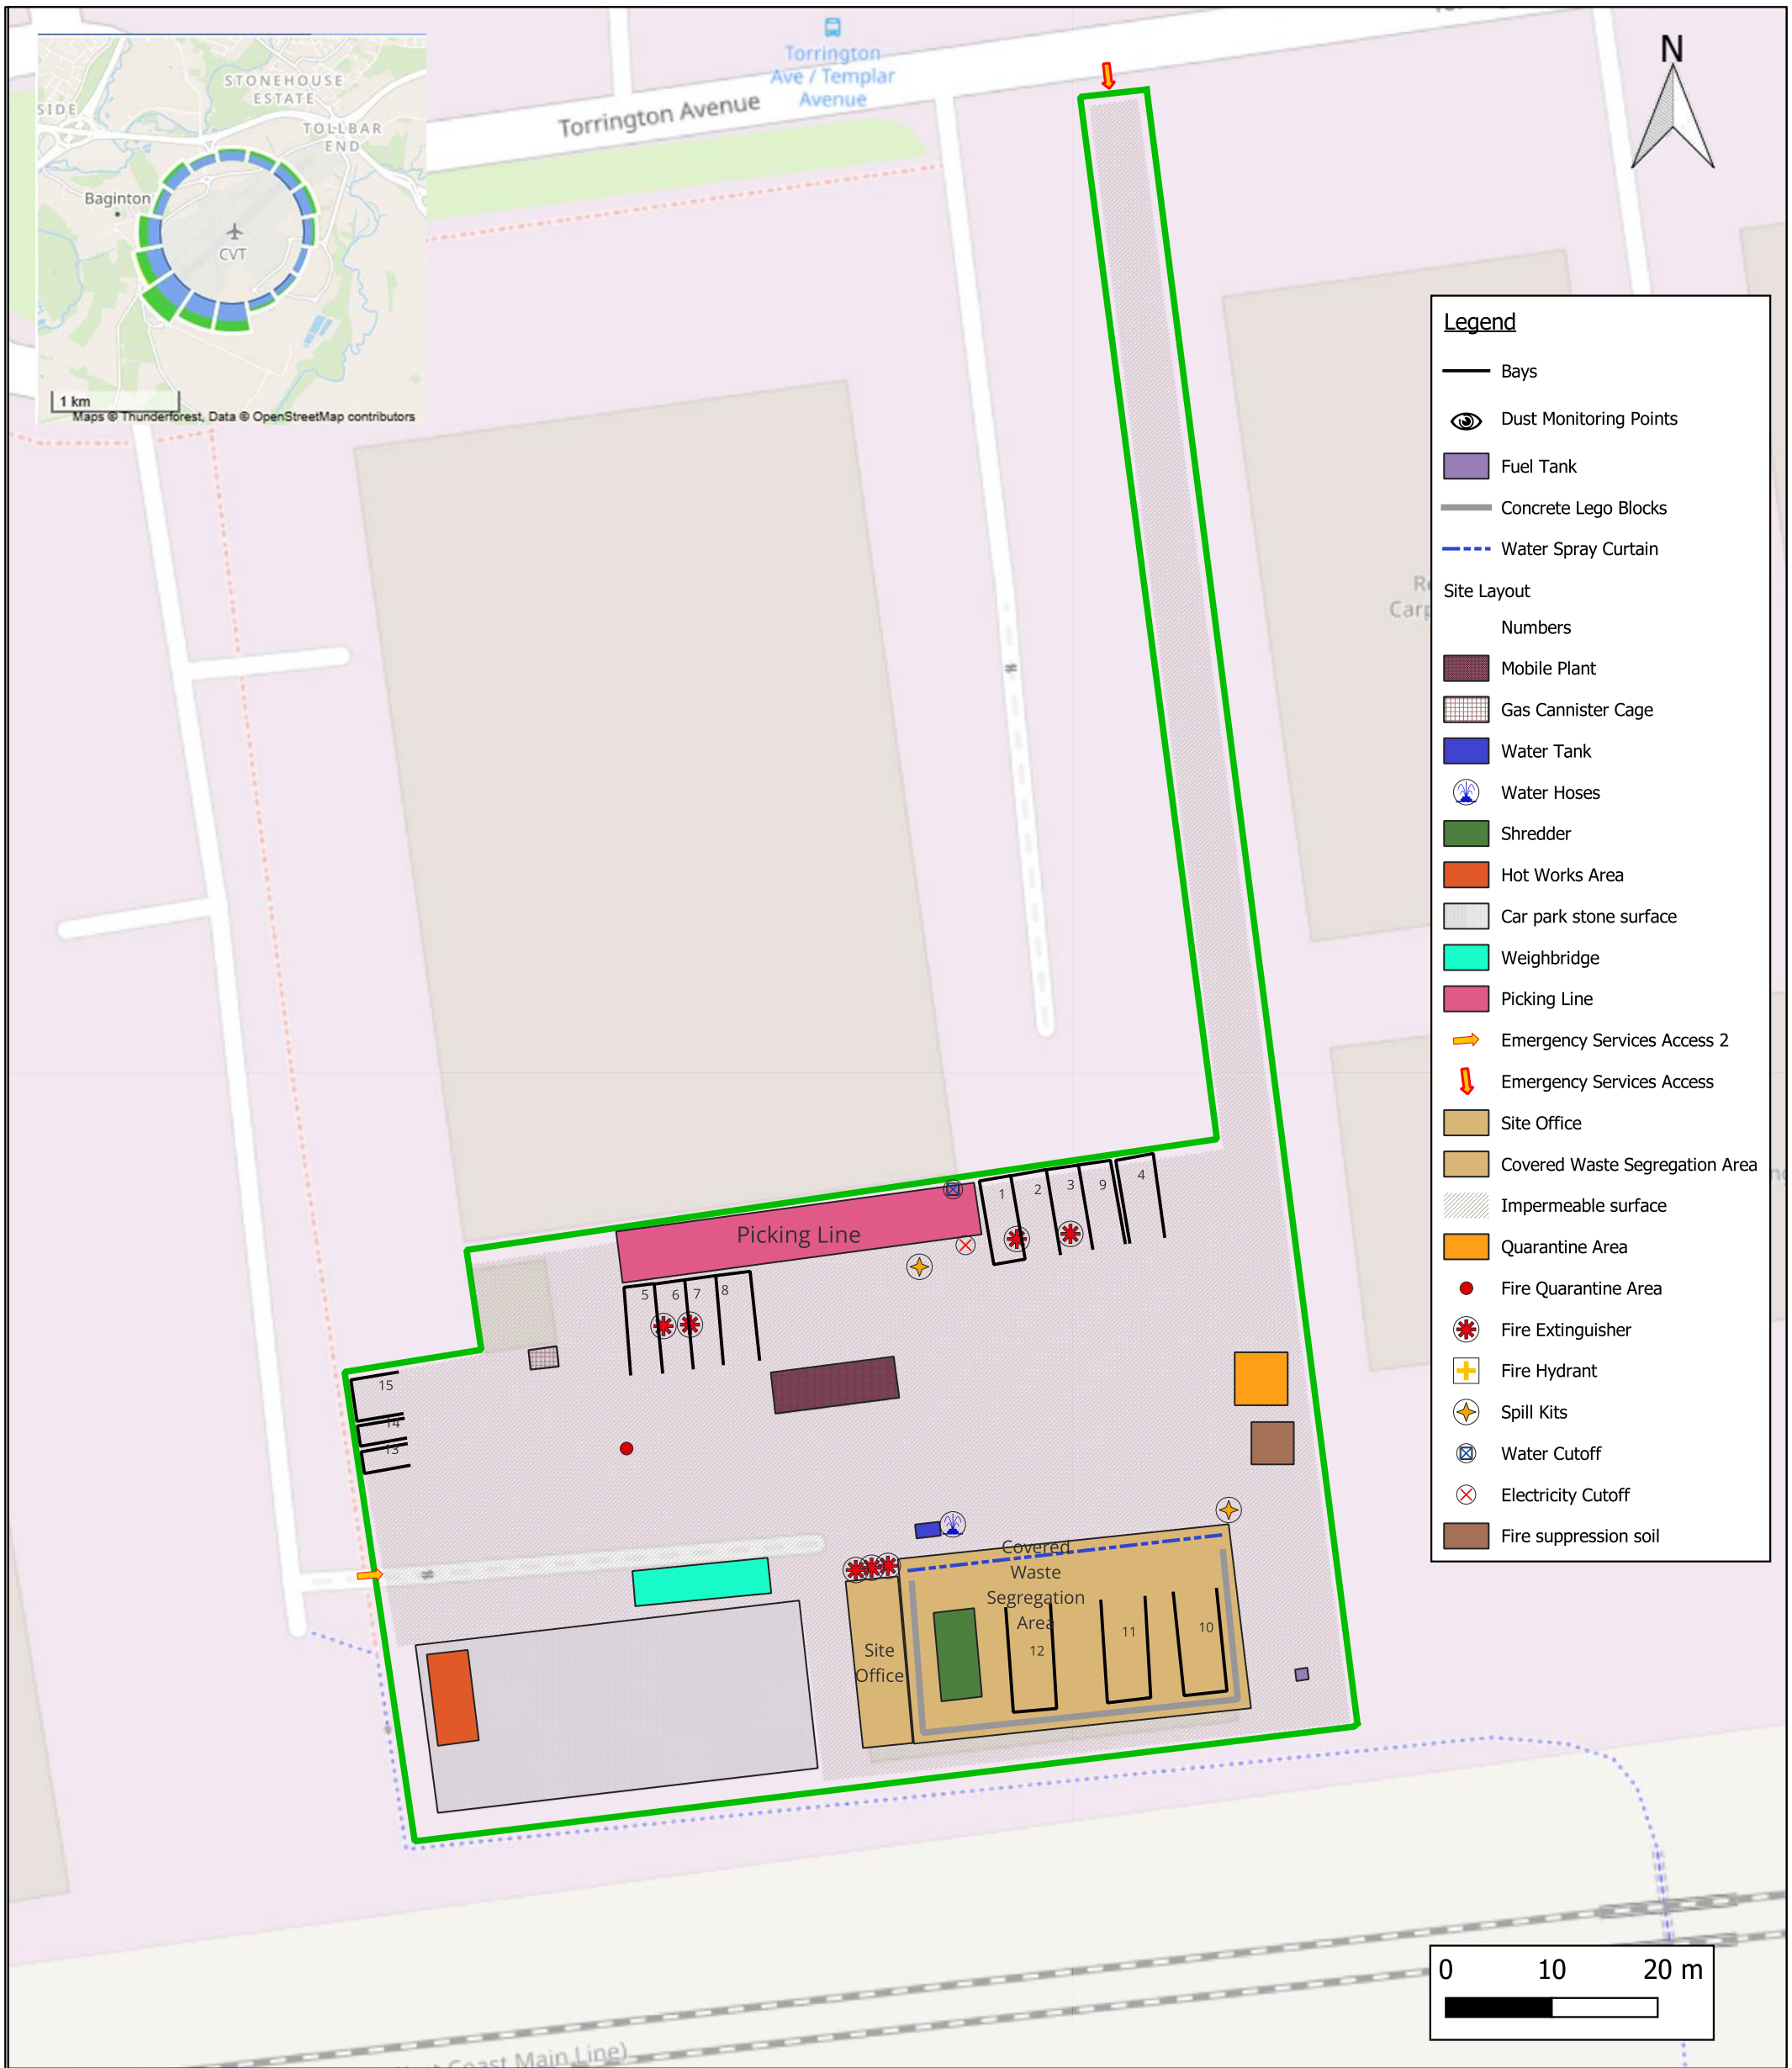 STONEHOUSE
ESTATE
SIDE
TOLLBAR
END
Baginton
CVT
1 km
Maps © Thunderforest, Data © OpenStreetMap contributors
Torrington
Ave / Templar
Avenue
Torrington Avenue
N
Legend
Bays
Dust Monitoring Points
Fuel Tank
Concrete Lego Blocks
Water Spray Curtain
Site Layout
Numbers
Mobile Plant
Gas Cannister Cage
Water Tank
Water Hoses
Shredder
Hot Works Area
Car park stone surface
Weighbridge
Picking Line
Emergency Services Access 2
Emergency Services Access
Site Office
Covered Waste Segregation Area
Impermeable surface
Quarantine Area
Fire Quarantine Area
Fire Extinguisher
Fire Hydrant
Spill Kits
Water Cutoff
Electricity Cutoff
Fire suppression soil
Carp
1
2
3
9
4
Picking Line
5
6
7
8
15
14
13
Covered
Waste
Segregation
Area
Site
Office
12
11
10
0 10 20 m
Coast Main Line)